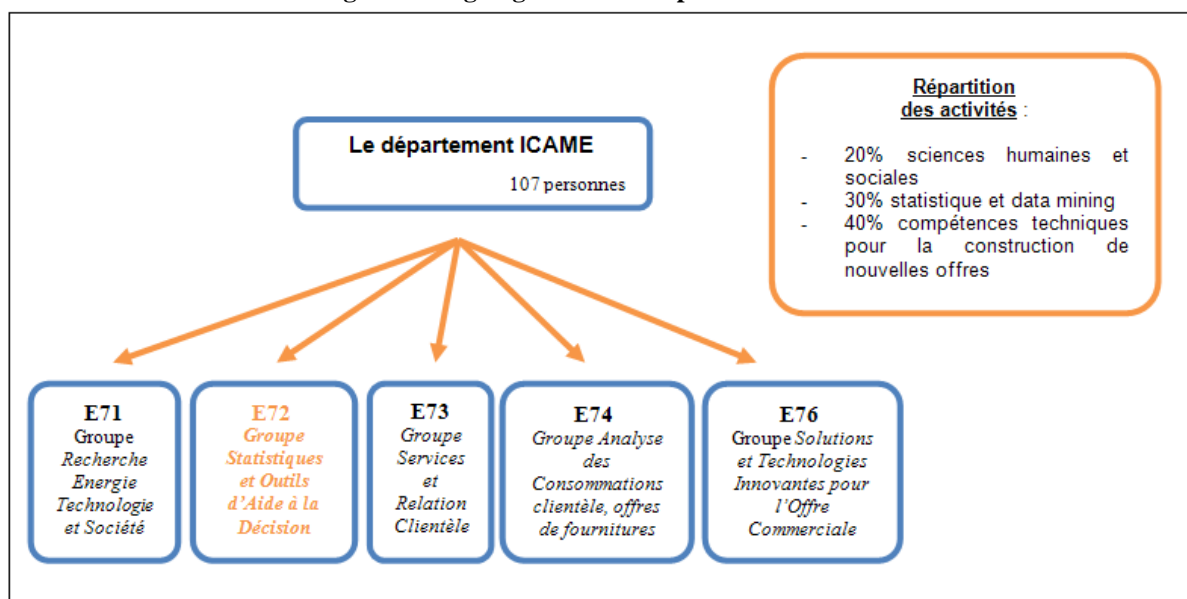 Le département ICAME
107 personnes
Répartition
des activités :
- 20% sciences humaines et
sociales
- 30% statistique et data mining
- 40% compétences techniques
pour la construction de
nouvelles offres
E71
Groupe
Recherche
Energie
Technologie
et Société
E72
Groupe
Statistiques
et Outils
d'Aide à la
Décision
E73
Groupe
Services
et
Relation
Clientèle
E74
Groupe Analyse
des
Consommations
clientèle, offres
de fournitures
E76
Groupe Solutions
et Technologies
Innovantes pour
l'Offre
Commerciale